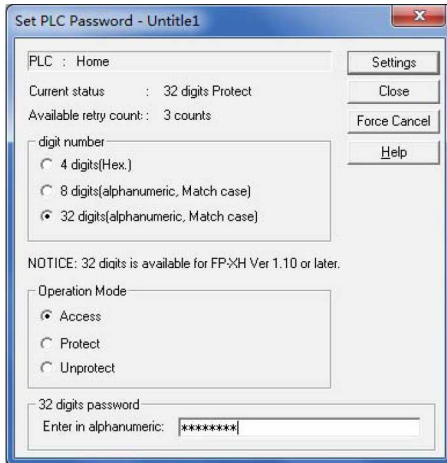 Set PLC Password - Untitle1
PLC : Home
Settings
Current status : 32 digits Protect
Close
Available retry count: : 3 counts
Force Cancel
digit number
Help
4 digits(Hex.)
8 digits(alphanumeric, Match case)
32 digits(alphanumeric, Match case)
NOTICE: 32 digits is available for FP-XH Ver 1.10 or later.
Operation Mode
Access
Protect
Unprotect
32 digits password
Enter in alphanumeric: ********